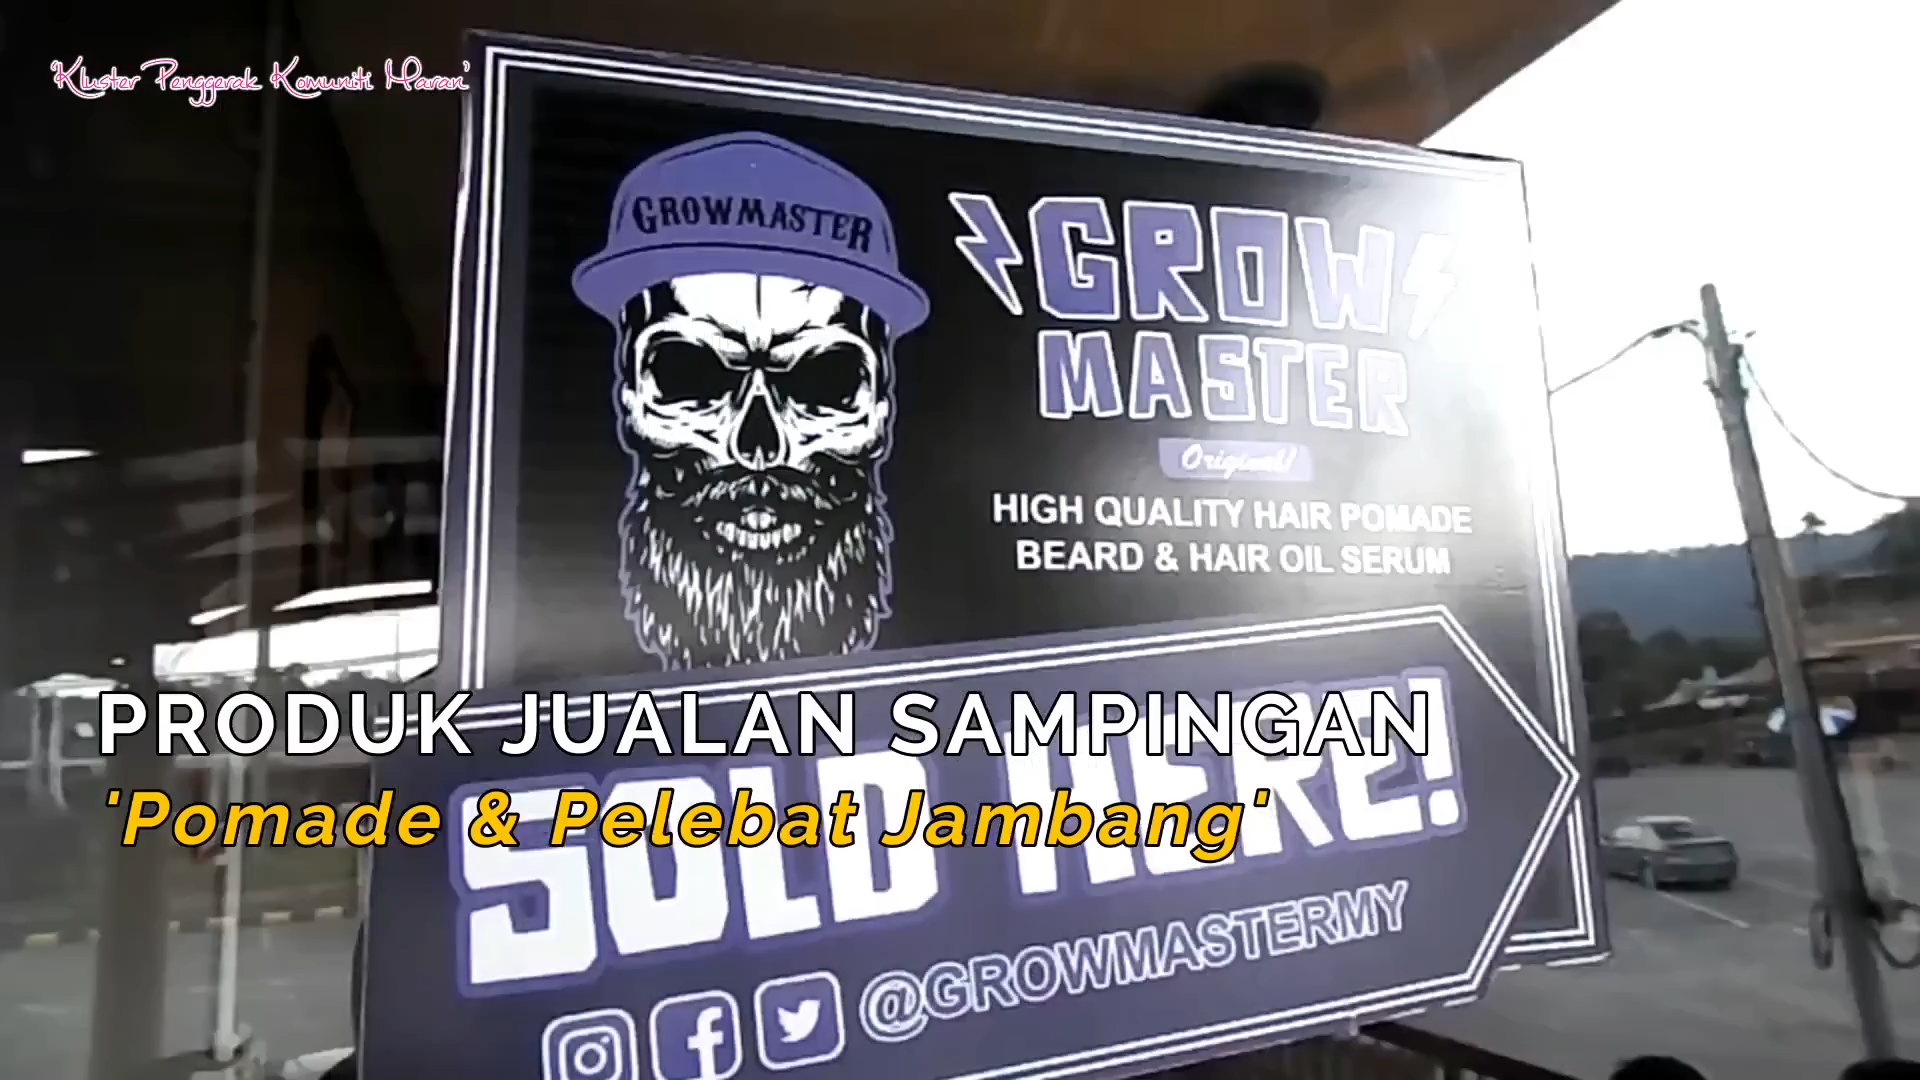 'Kluster Penggerak Komuniti Maran'
GROWMASTER
GROW
MASTER
Original!
HIGH QUALITY HAIR POMADE
BEARD & HAIR OIL SERUM
PRODUK JUALAN SAMPINGAN
'Pomade & Pelebat Jambang'
SOLD HERE!
@GROWMASTERMY